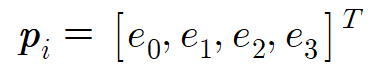 p_i = [e_0, e_1, e_2, e_3]^T